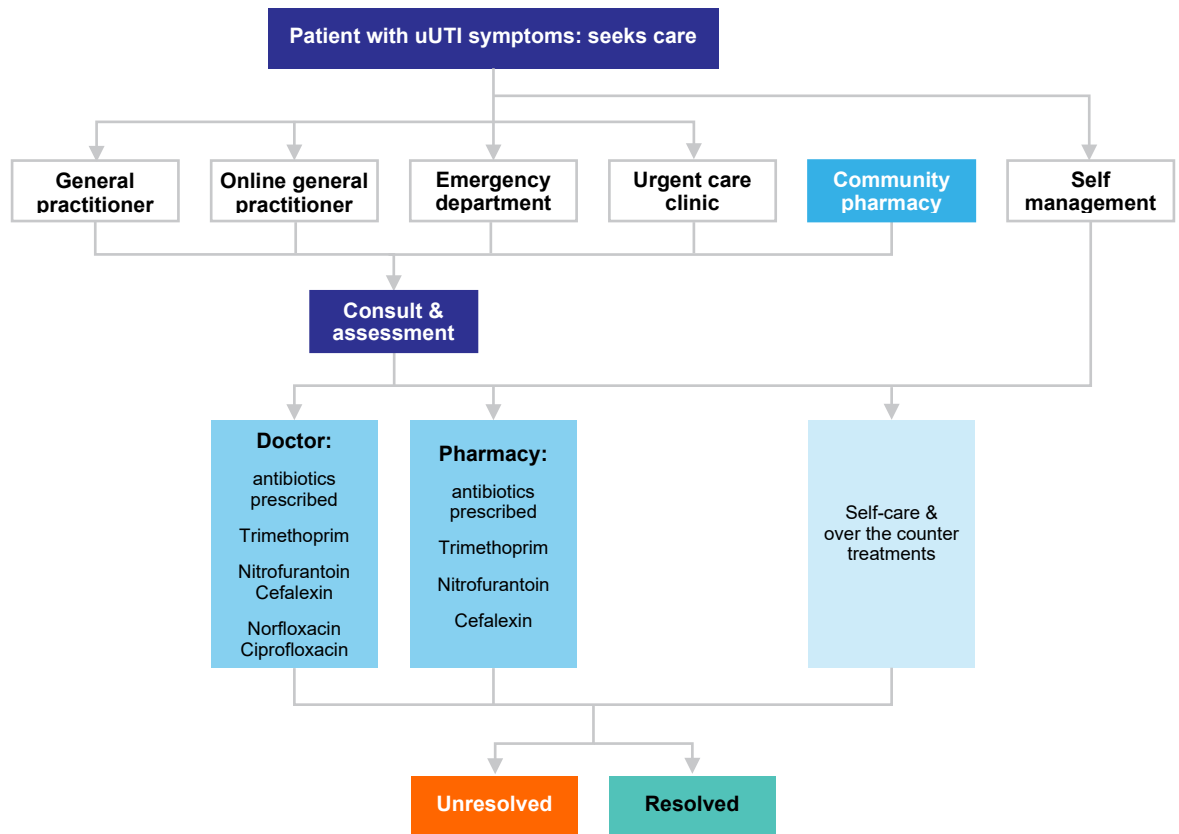 Patient with uUTI symptoms: seeks care
General
practitioner
Online general
practitioner
Emergency
department
Urgent care
clinic
Community
pharmacy
Self
management
Consult &
assessment
Doctor:
antibiotics
prescribed
Trimethoprim
Nitrofurantoin
Cefalexin
Norfloxacin
Ciprofloxacin
Pharmacy:
antibiotics
prescribed
Trimethoprim
Nitrofurantoin
Cefalexin
Self-care &
over the counter
treatments
Unresolved
Resolved